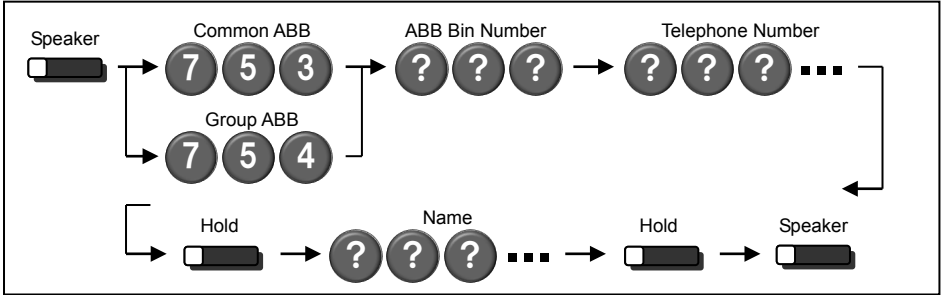 Speaker
Common ABB
7 5 3
ABB Bin Number
? ? ?
Telephone Number
? ? ?
Group ABB
7 5 4
Hold
Name
? ? ?
Hold
Speaker